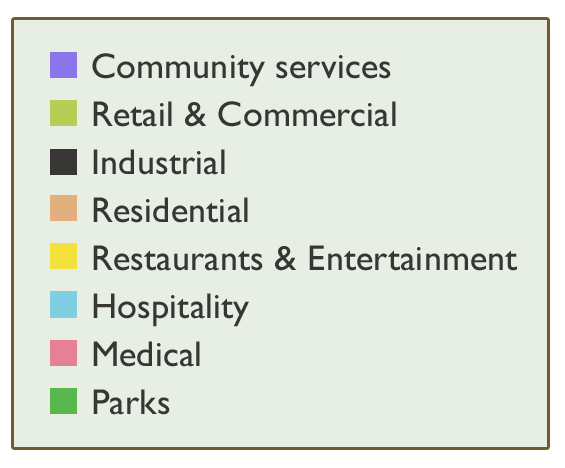 Community services
Retail & Commercial
Industrial
Residential
Restaurants & Entertainment
Hospitality
Medical
Parks